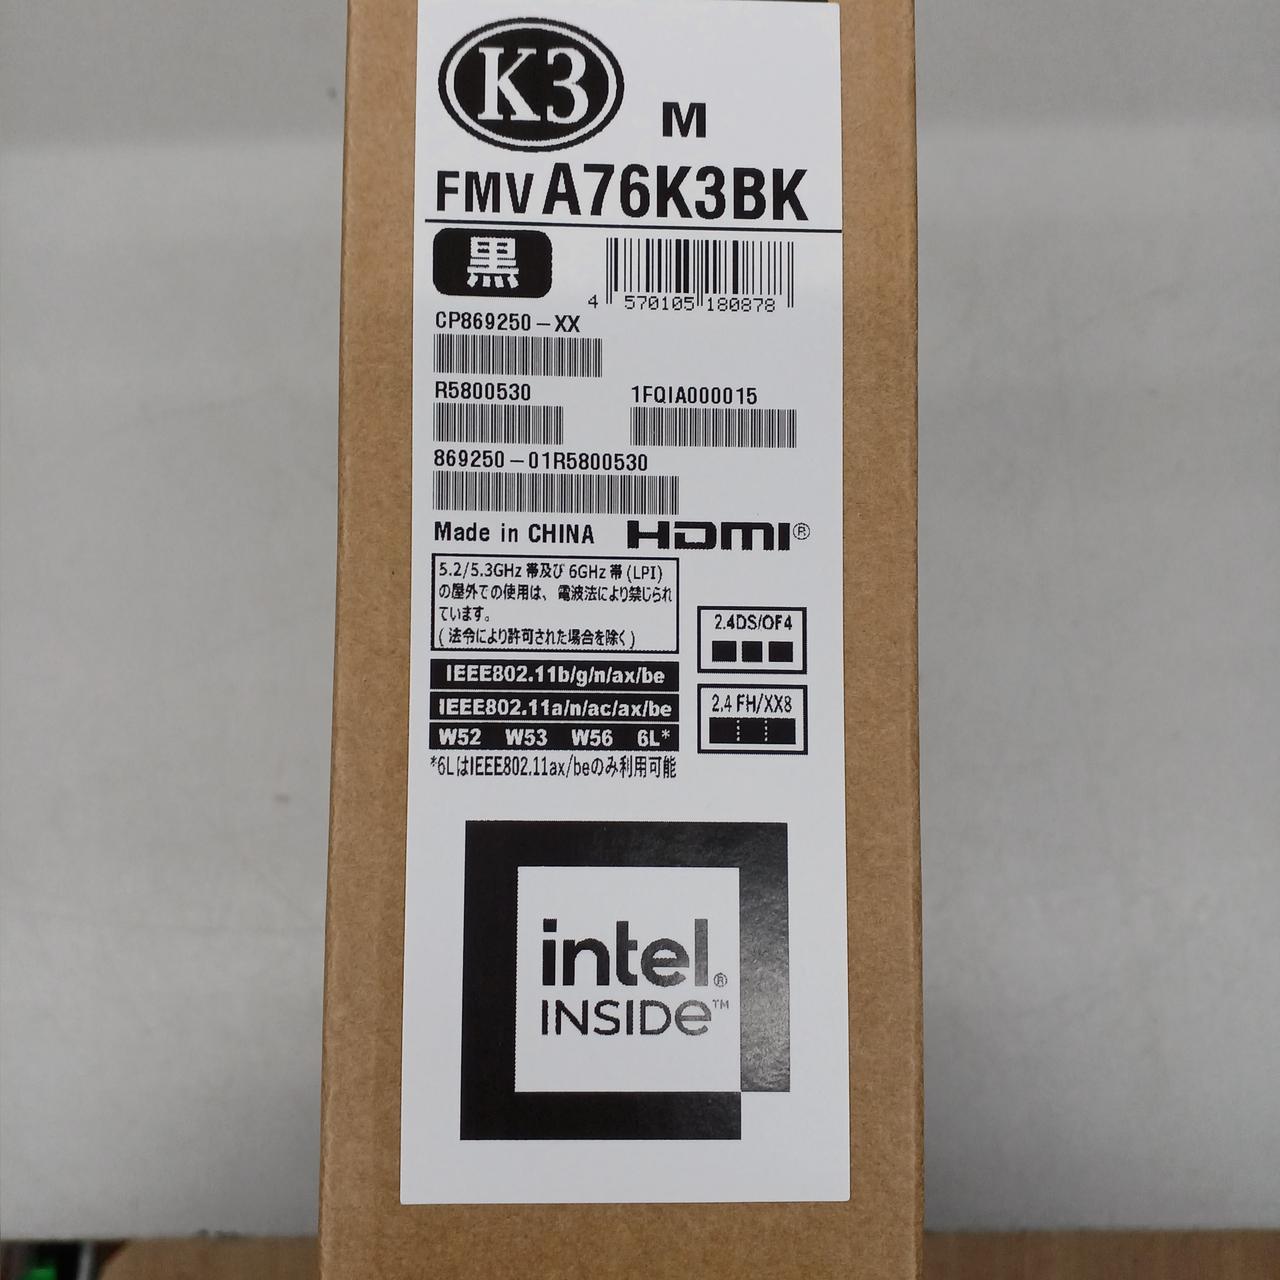 K3
M
FMV A76K3BK
黒
4 570105 180878
CP869250-XX
R5800530
1FQIA000015
869250-01R5800530
Made in CHINA
HDMI®
5.2/5.3GHz 帯及び 6GHz 帯 (LPI)
の屋外での使用は、電波法により禁じられ
ています。
(法令により許可された場合を除く)
2.4DS/OF4
IEEE802.11b/g/n/ax/be
IEEE802.11a/n/ac/ax/be
W52 W53 W56 6L*
2.4 FH/XX8
*6LはIEEE802.11ax/beのみ利用可能
intel®
INSIDe™